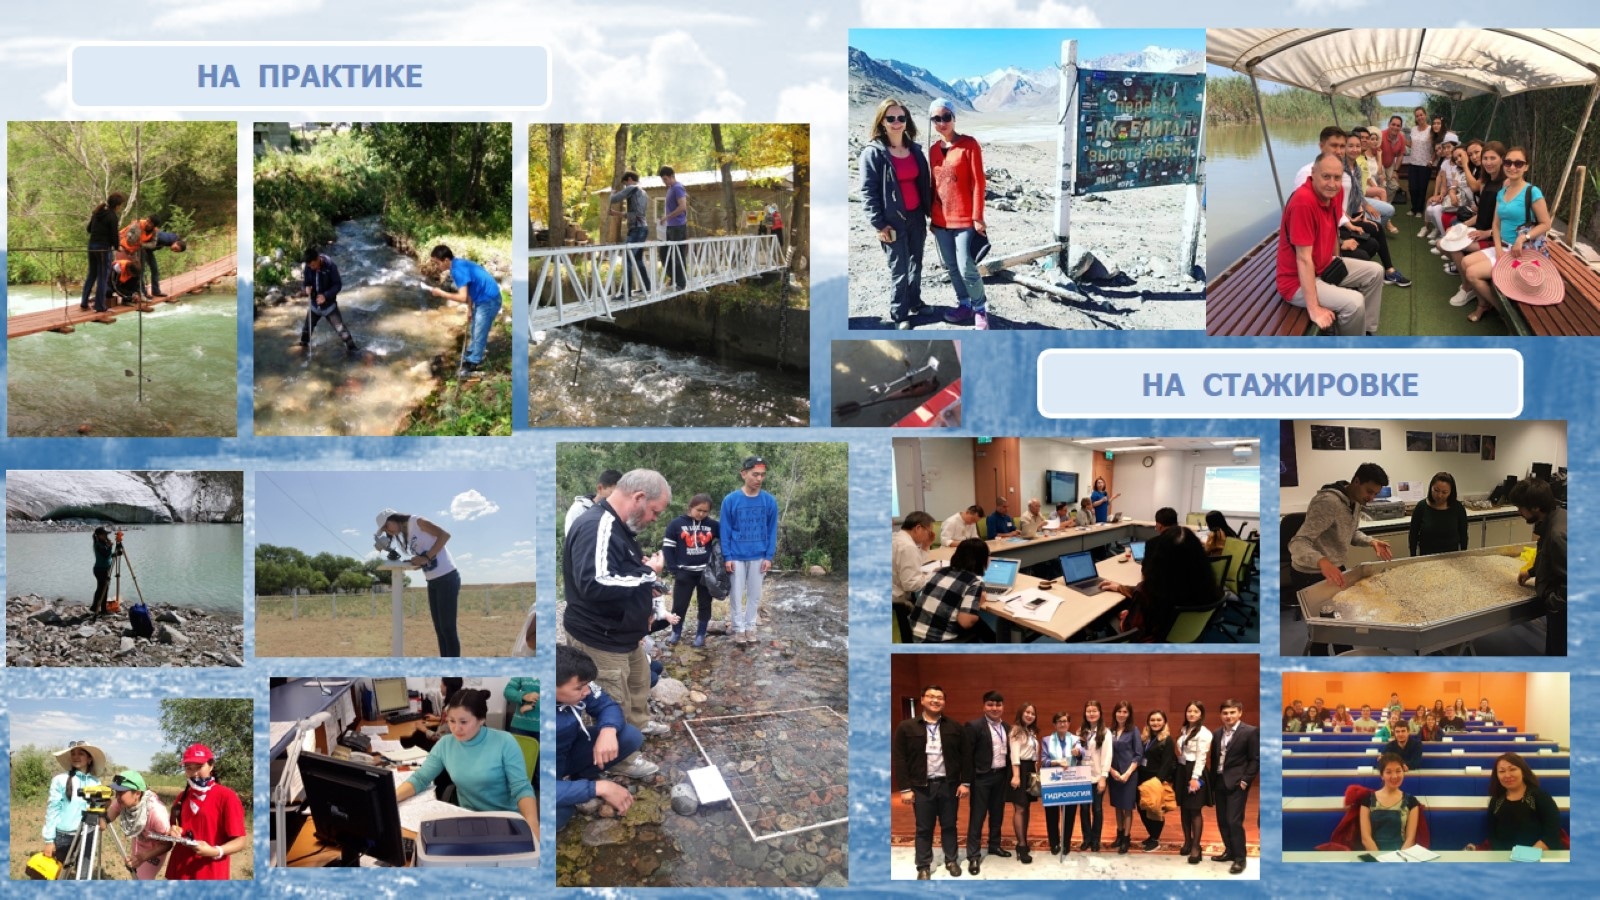 НА ПРАКТИКЕ
перевал
АК-БАЙТАЛ
высота 4655м
НА СТАЖИРОВКЕ
ГИДРОЛОГИЯ